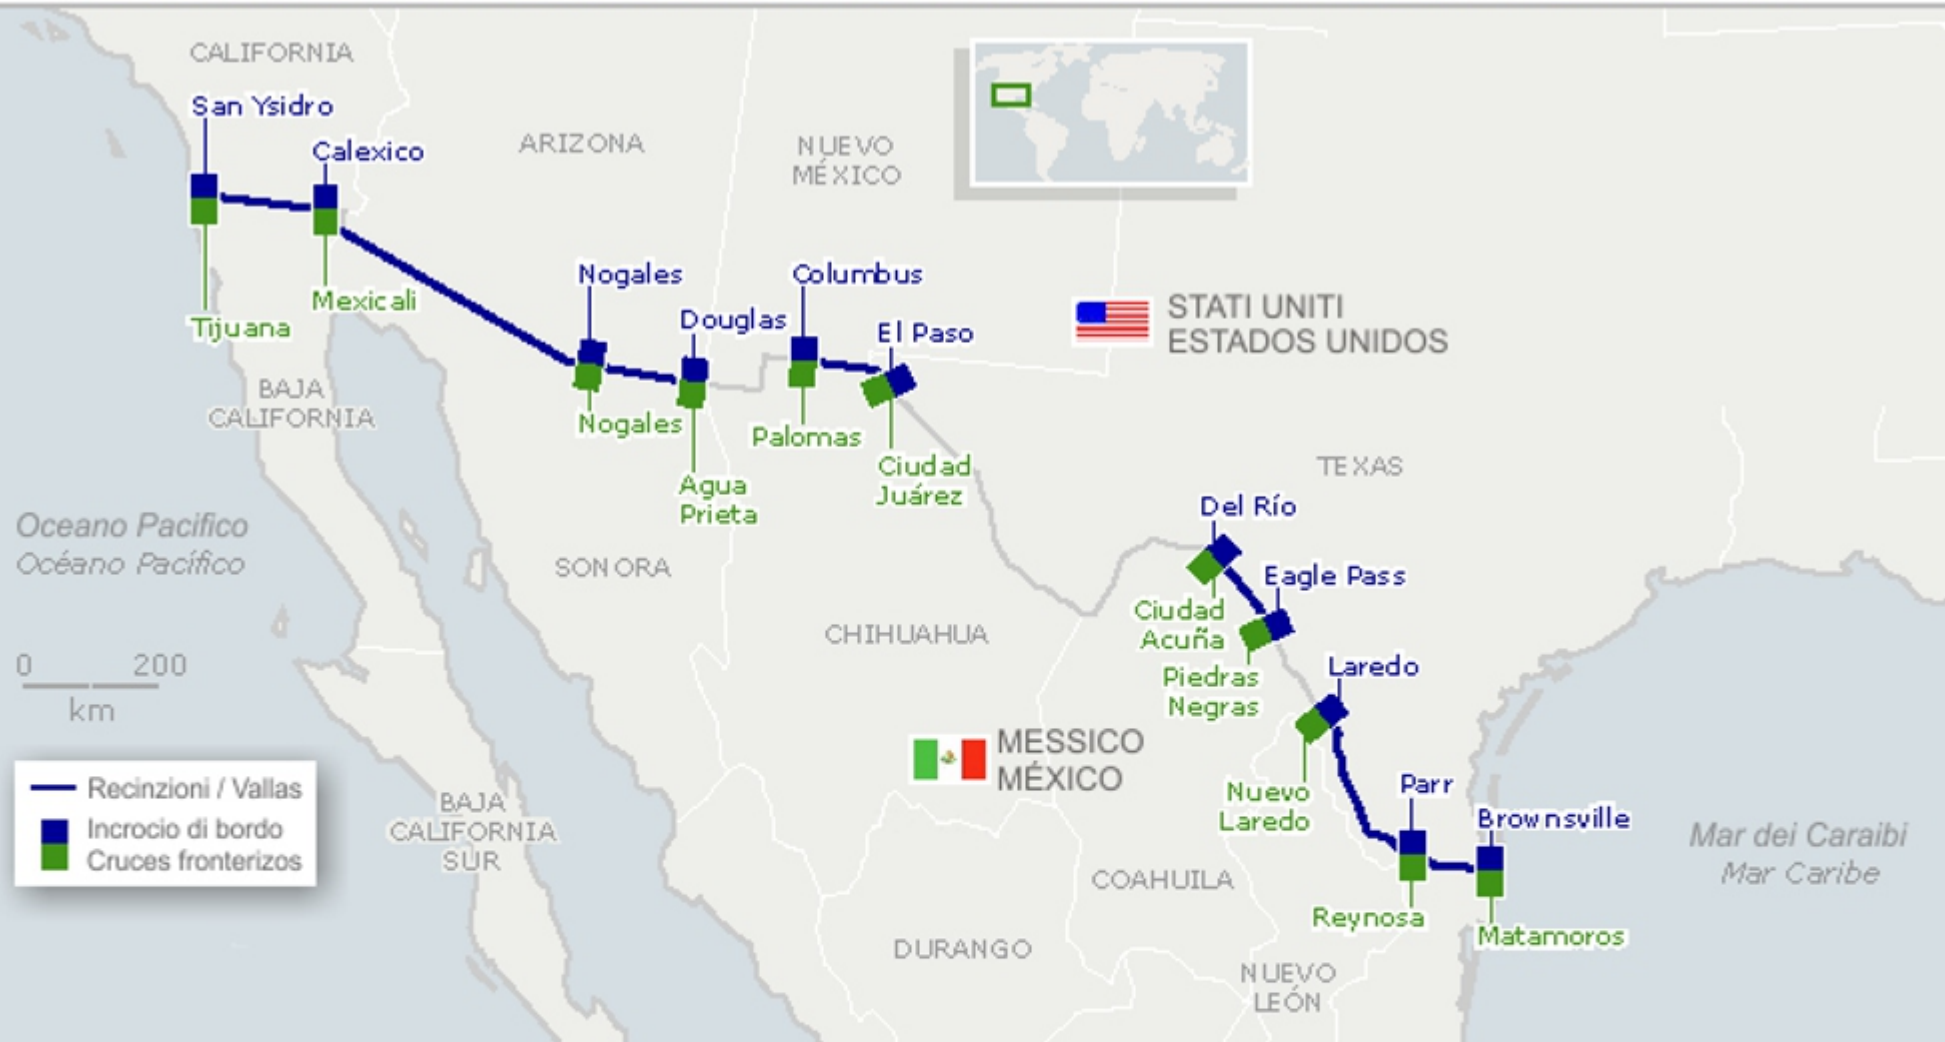 CALIFORNIA
San Ysidro
Calexico
ARIZONA
NUEVO
MÉXICO
Nogales
Columbus
Douglas
El Paso
STATI UNITI
ESTADOS UNIDOS
Tijuana
Mexicali
BAJA
CALIFORNIA
Nogales
Palomas
Agua
Prieta
Ciudad
Juárez
TEXAS
Oceano Pacifico
Océano Pacífico
SONORA
CHIHUAHUA
Del Río
Eagle Pass
Ciudad
Acuña
Piedras
Negras
Laredo
0 200
km
MESSICO
MÉXICO
Nuevo
Laredo
Parr
Brownsville
Mar dei Caraibi
Mar Caribe
Recinzioni / Vallas
Incrocio di bordo
Cruces fronterizos
BAJA
CALIFORNIA
SUR
COAHUILA
Reynosa
Matamoros
DURANGO
NUEVO
LEÓN